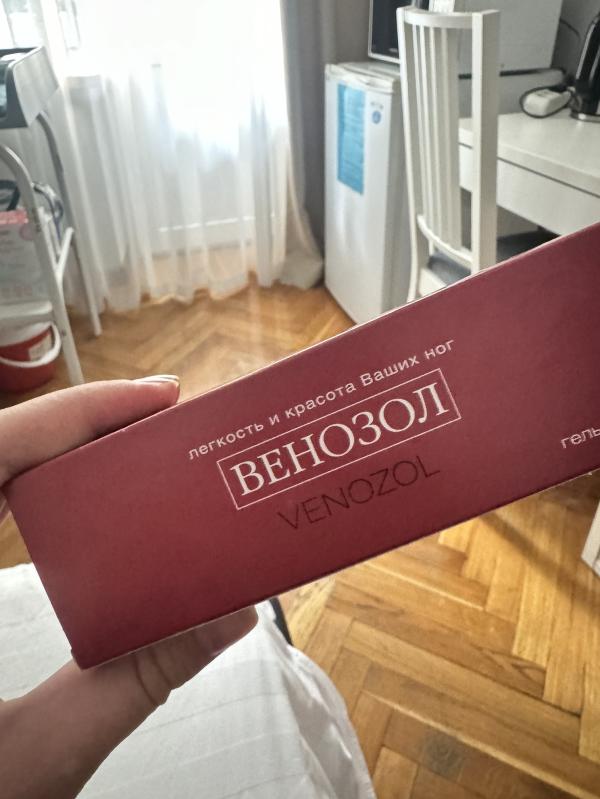 легкость и красота Ваших ног
ВЕНОЗОЛ
VENOZOL
гель